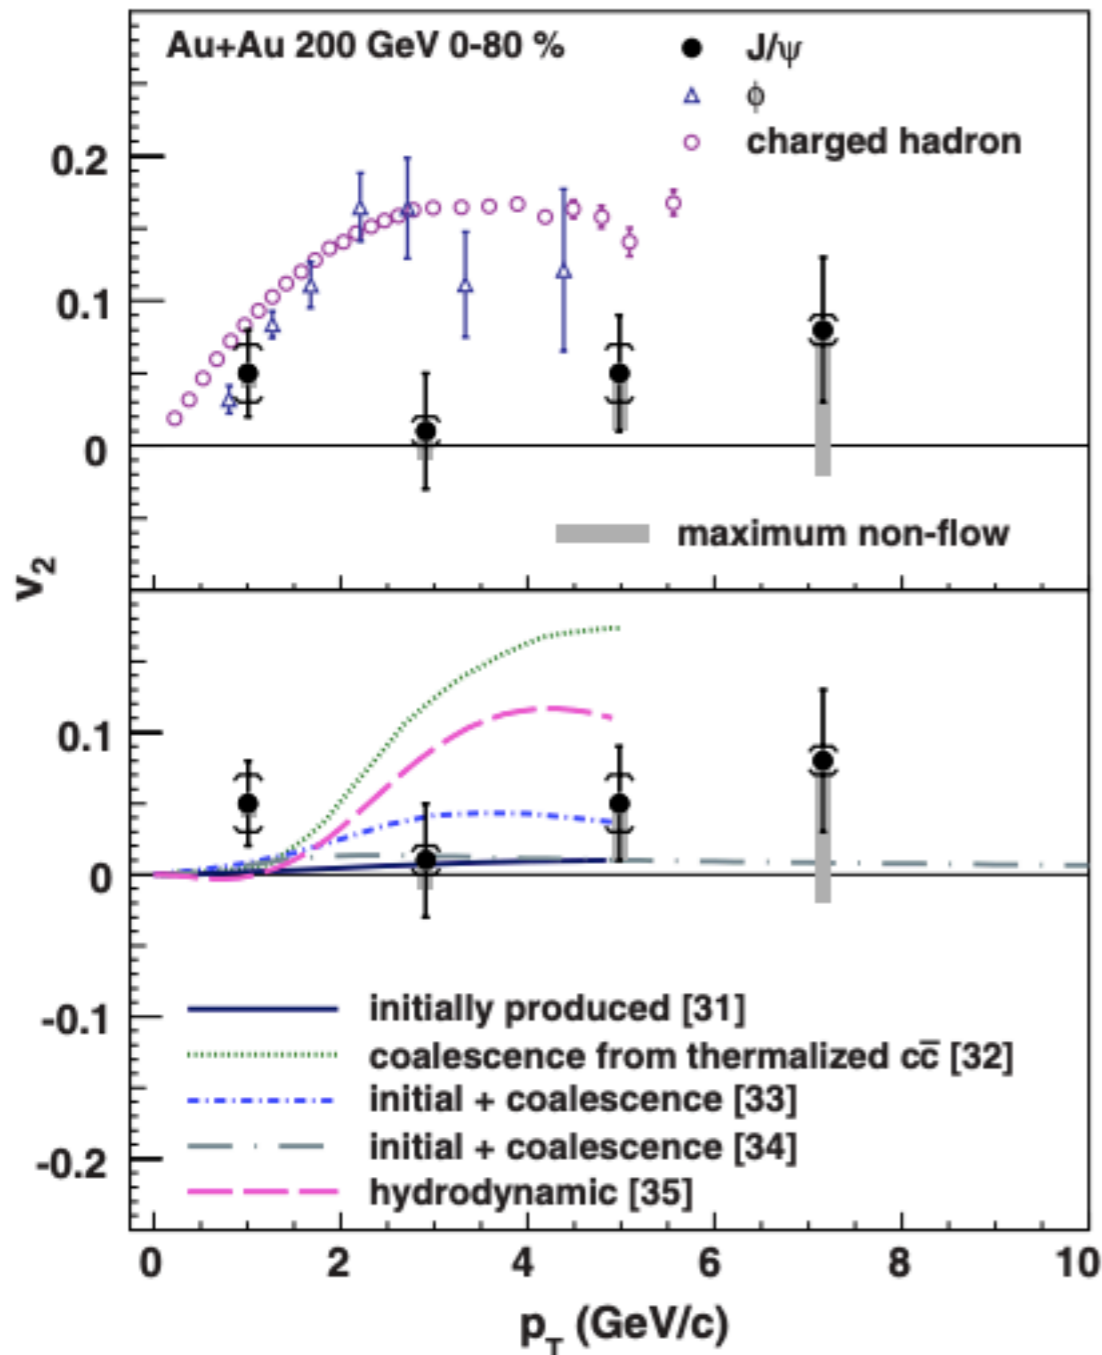 Au+Au 200 GeV 0-80 %
J/ψ
ϕ
charged hadron
0.2
0.1
0
maximum non-flow
v₂
0.1
0
-0.1
-0.2
initially produced [31]
coalescence from thermalized cc̄ [32]
initial + coalescence [33]
initial + coalescence [34]
hydrodynamic [35]
0 2 4 6 8 10
p_T (GeV/c)